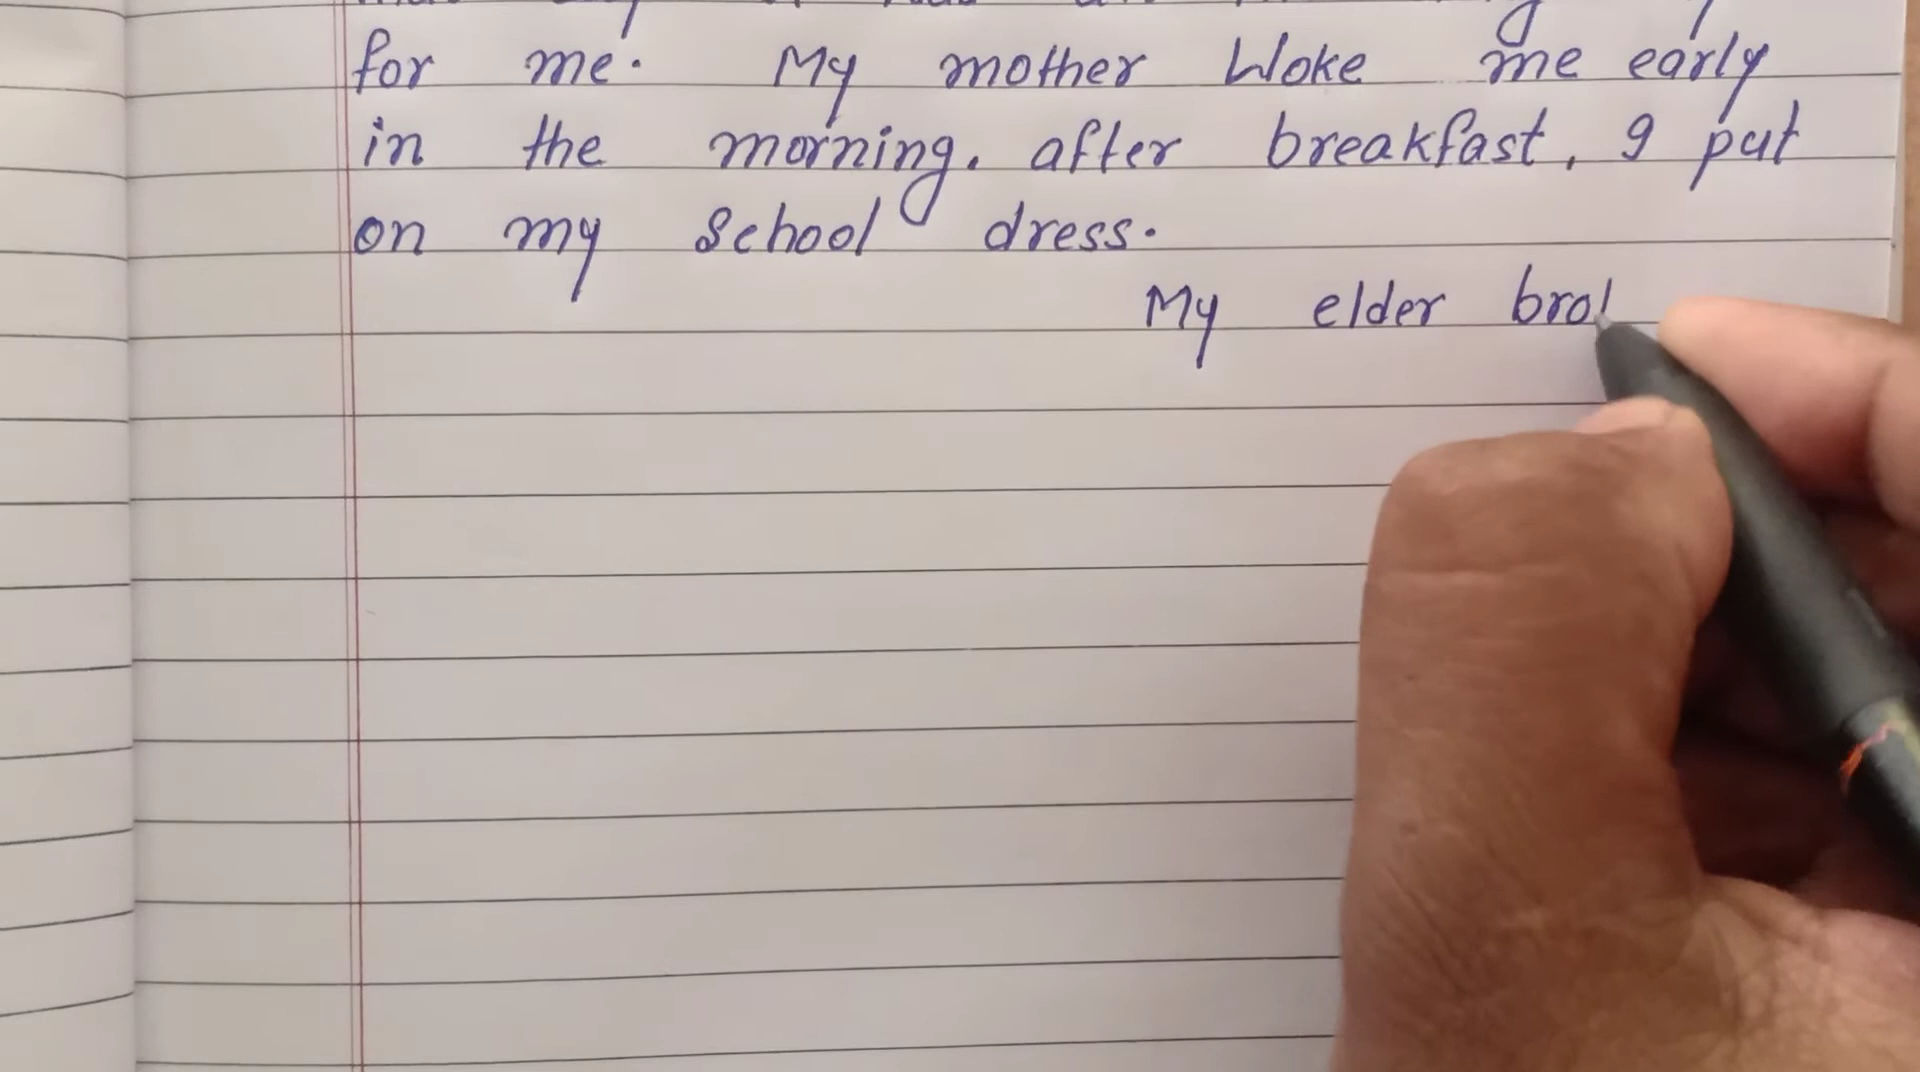 for me. My mother Woke me early
in the morning. after breakfast, I put
on my School dress.
My elder bro